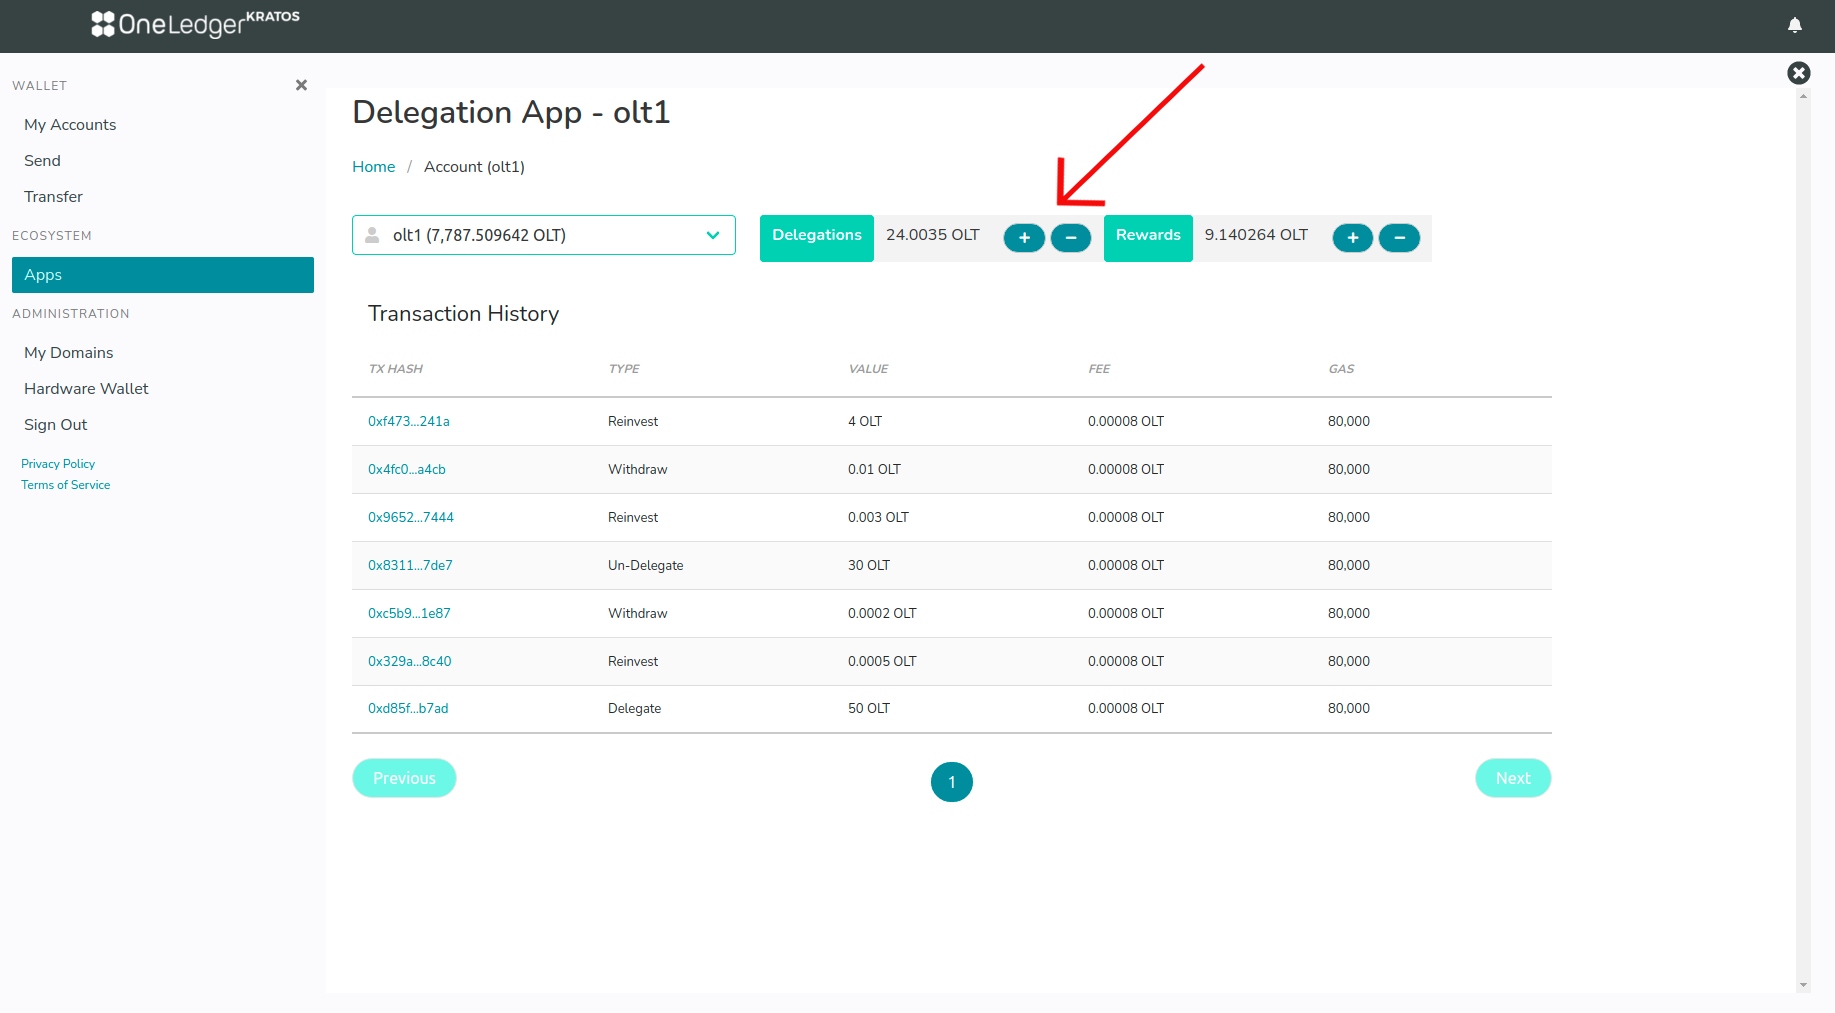 OneLedger KRATOS
WALLET
My Accounts
Send
Transfer
ECOSYSTEM
Apps
ADMINISTRATION
My Domains
Hardware Wallet
Sign Out
Privacy Policy
Terms of Service
Delegation App - olt1
Home / Account (olt1)
olt1 (7,787.509642 OLT) Delegations 24.0035 OLT + − Rewards 9.140264 OLT + −
Transaction History
TX HASH TYPE VALUE FEE GAS
0xf473...241a Reinvest 4 OLT 0.00008 OLT 80,000
0x4fc0...a4cb Withdraw 0.01 OLT 0.00008 OLT 80,000
0x9652...7444 Reinvest 0.003 OLT 0.00008 OLT 80,000
0x8311...7de7 Un-Delegate 30 OLT 0.00008 OLT 80,000
0xc5b9...1e87 Withdraw 0.0002 OLT 0.00008 OLT 80,000
0x329a...8c40 Reinvest 0.0005 OLT 0.00008 OLT 80,000
0xd85f...b7ad Delegate 50 OLT 0.00008 OLT 80,000
Previous 1 Next